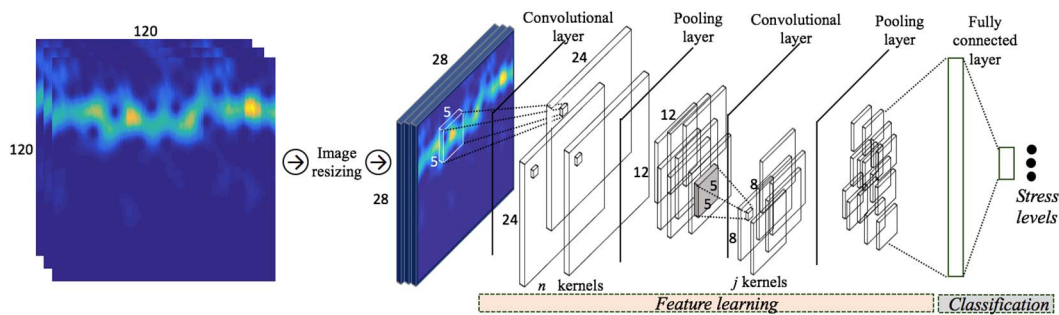 120
120
Image
resizing
28
28
5
5
Convolutional
layer
24
24
n kernels
Pooling
layer
12
12
5
5
Convolutional
layer
8
8
j kernels
Pooling
layer
Fully
connected
layer
Stress
levels
Feature learning
Classification